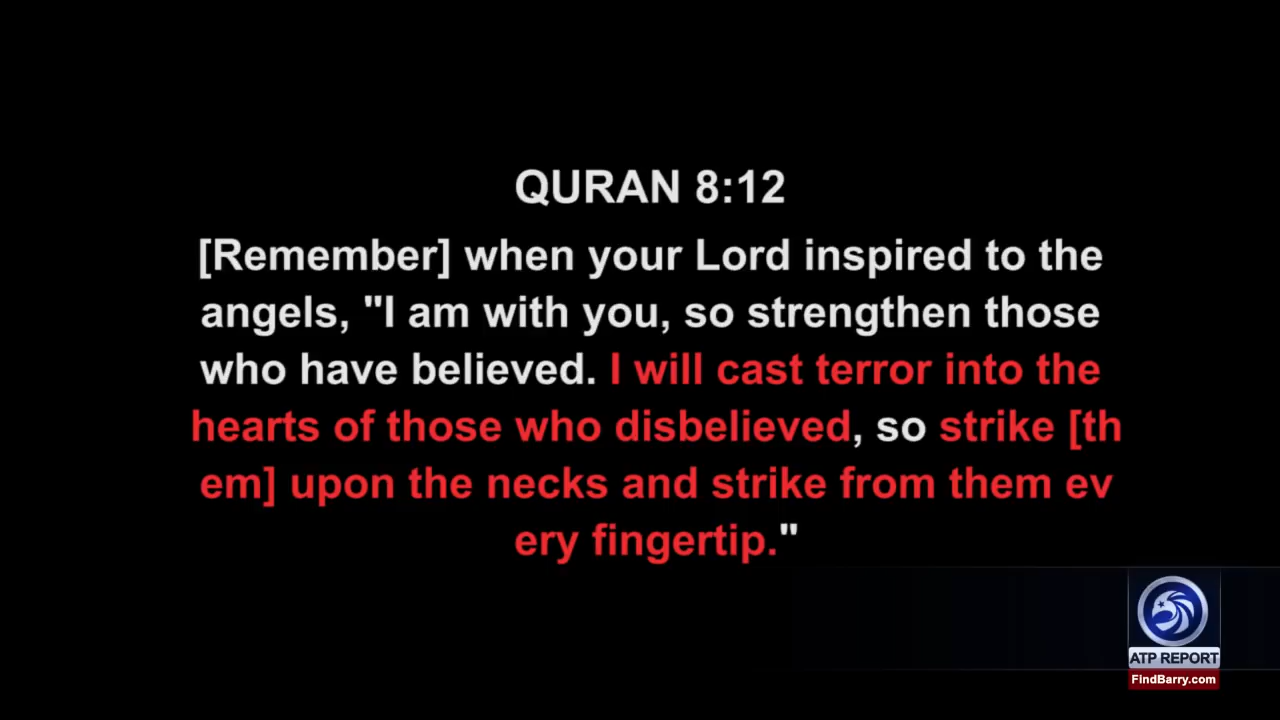 QURAN 8:12
[Remember] when your Lord inspired to the
angels, "I am with you, so strengthen those
who have believed. I will cast terror into the
hearts of those who disbelieved, so strike [th
em] upon the necks and strike from them ev
ery fingertip."
ATP REPORT
FindBarry.com